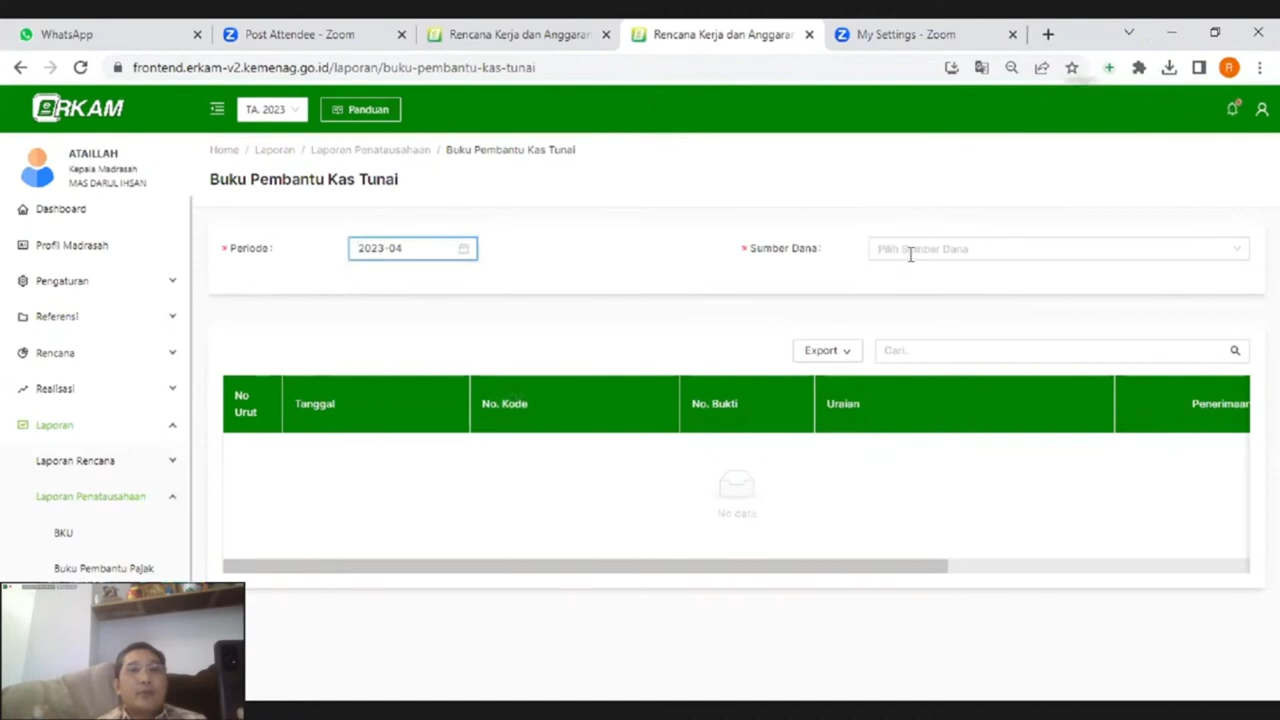 WhatsApp
Post Attendee - Zoom
Rencana Kerja dan Anggaran
Rencana Kerja dan Anggaran
My Settings - Zoom
frontend.erkam-v2.kemenag.go.id/laporan/buku-pembantu-kas-tunai
A
eRKAM
TA. 2023
Panduan
ATAILLAH
Kepala Madrasah
MAS DARUL IHSAN
Home / Laporan / Laporan Penatausahaan / Buku Pembantu Kas Tunai
Buku Pembantu Kas Tunai
Dashboard
Profil Madrasah
Pengaturan
Referensi
Rencana
Realisasi
Laporan
Laporan Rencana
Laporan Penatausahaan
BKU
Buku Pembantu Pajak
* Periode:
2023-04
* Sumber Dana:
Pilih Sumber Dana
Export
Cari..
No Urut
Tanggal
No. Kode
No. Bukti
Uraian
Penerimaan
No data